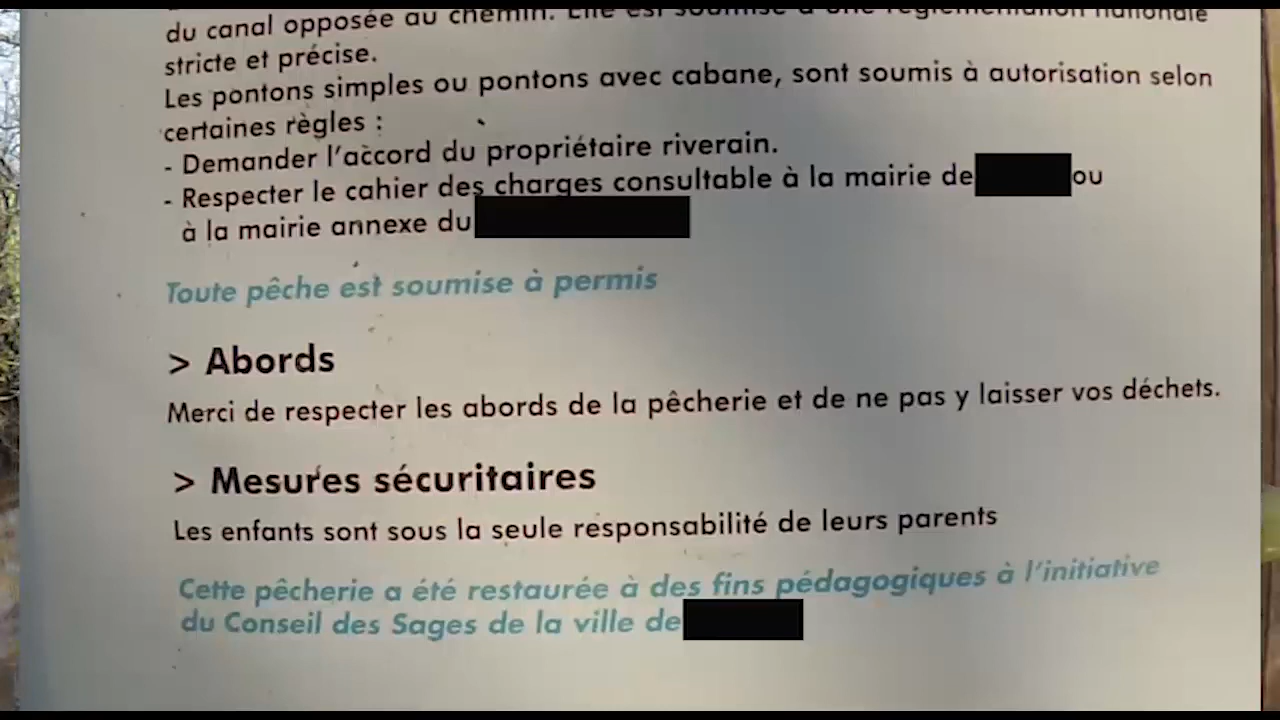 du canal opposée au chemin. Elle est soumise à une réglementation nationale
stricte et précise.
Les pontons simples ou pontons avec cabane, sont soumis à autorisation selon
certaines règles :
- Demander l'accord du propriétaire riverain.
- Respecter le cahier des charges consultable à la mairie de ou
à la mairie annexe du
Toute pêche est soumise à permis
> Abords
Merci de respecter les abords de la pêcherie et de ne pas y laisser vos déchets.
> Mesures sécuritaires
Les enfants sont sous la seule responsabilité de leurs parents
Cette pêcherie a été restaurée à des fins pédagogiques à l'initiative
du Conseil des Sages de la ville de